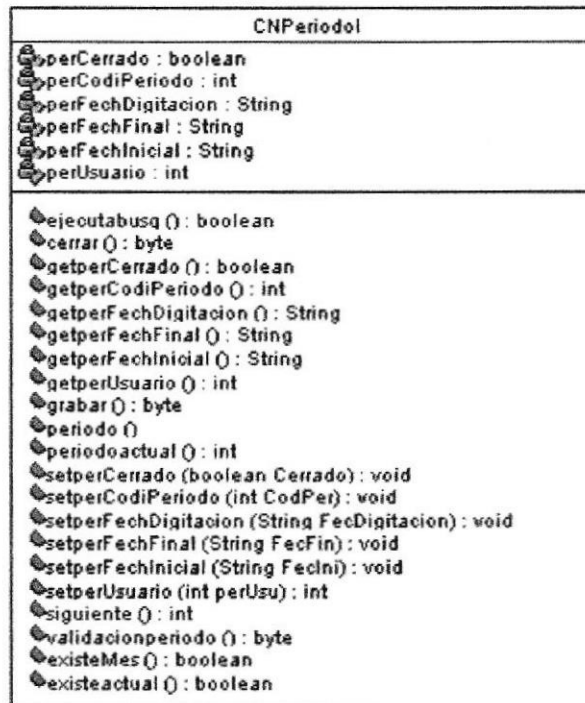 CNPeriodoI
perCerrado : boolean
perCodiPeriodo : int
perFechDigitacion : String
perFechFinal : String
perFechInicial : String
perUsuario : int
ejecutabusq () : boolean
cerrar () : byte
getperCerrado () : boolean
getperCodiPeriodo () : int
getperFechDigitacion () : String
getperFechFinal () : String
getperFechInicial () : String
getperUsuario () : int
grabar () : byte
periodo ()
periodoactual () : int
setperCerrado (boolean Cerrado) : void
setperCodiPeriodo (int CodPer) : void
setperFechDigitacion (String FecDigitacion) : void
setperFechFinal (String FecFin) : void
setperFechInicial (String FecIni) : void
setperUsuario (int perUsu) : int
siguiente () : int
validacionperiodo () : byte
existeMes () : boolean
existeactual () : boolean